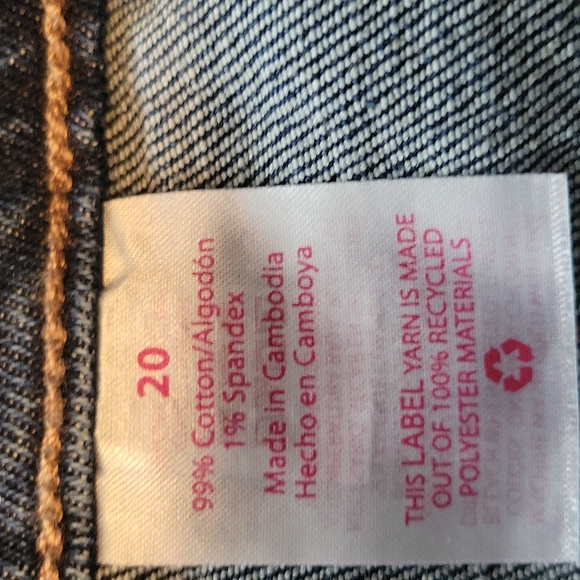 20
99% Cotton/Algodón
1% Spandex
Made in Cambodia
Hecho en Camboya
THIS LABEL YARN IS MADE
OUT OF 100% RECYCLED
POLYESTER MATERIALS